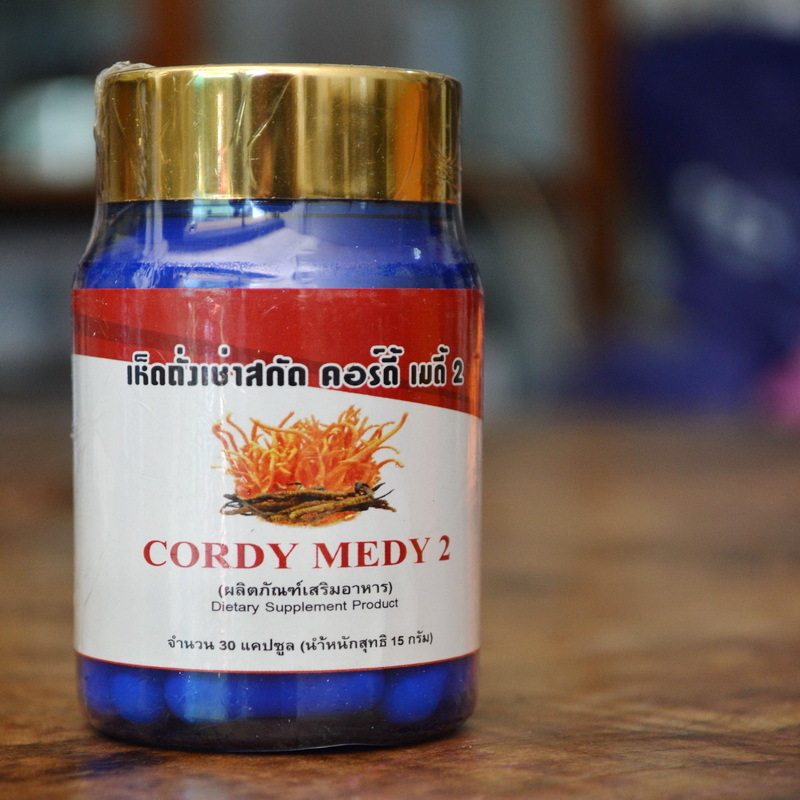 เห็ดถั่งเช่าสกัด คอร์ดี้ เมดี้ 2
CORDY MEDY 2
(ผลิตภัณฑ์เสริมอาหาร)
Dietary Supplement Product
จำนวน 30 แคปซูล (น้ำหนักสุทธิ 15 กรัม)